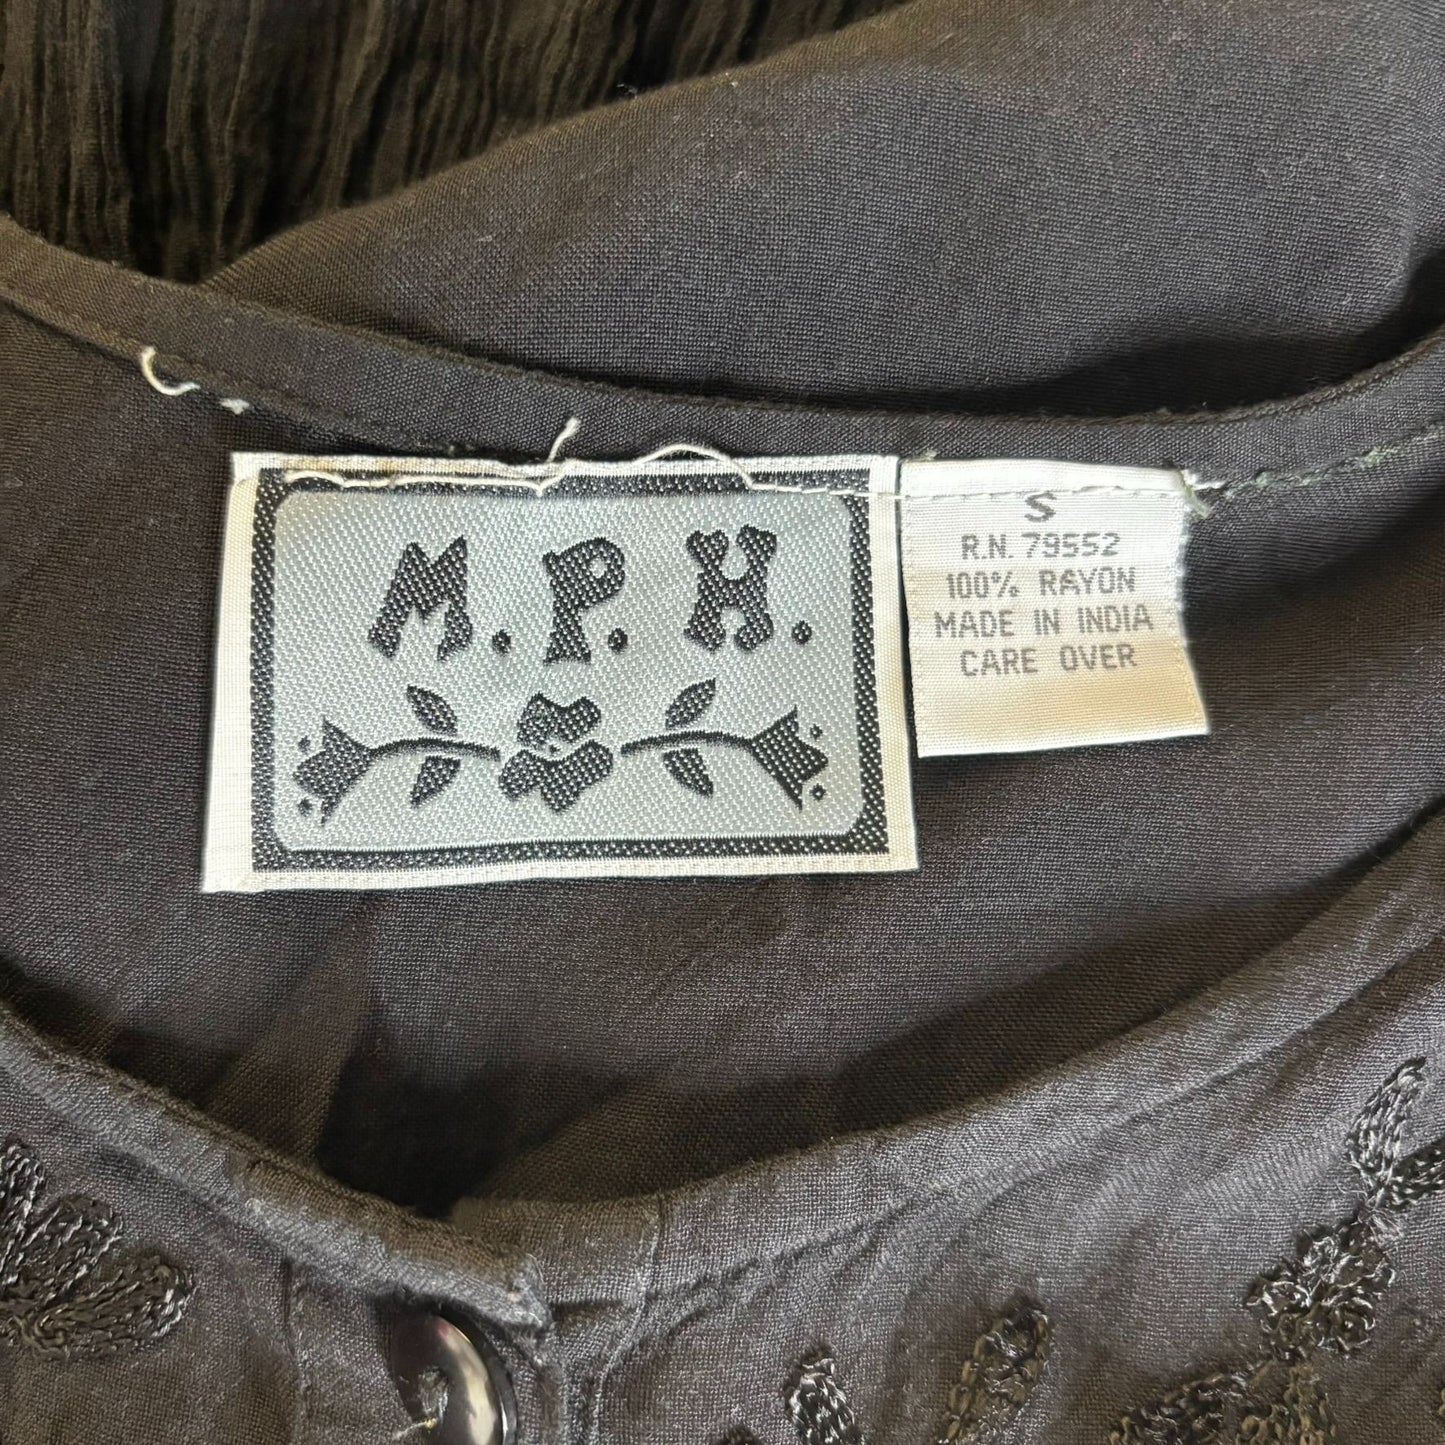 M.P.H.
S
R.N. 79552
100% RAYON
MADE IN INDIA
CARE OVER